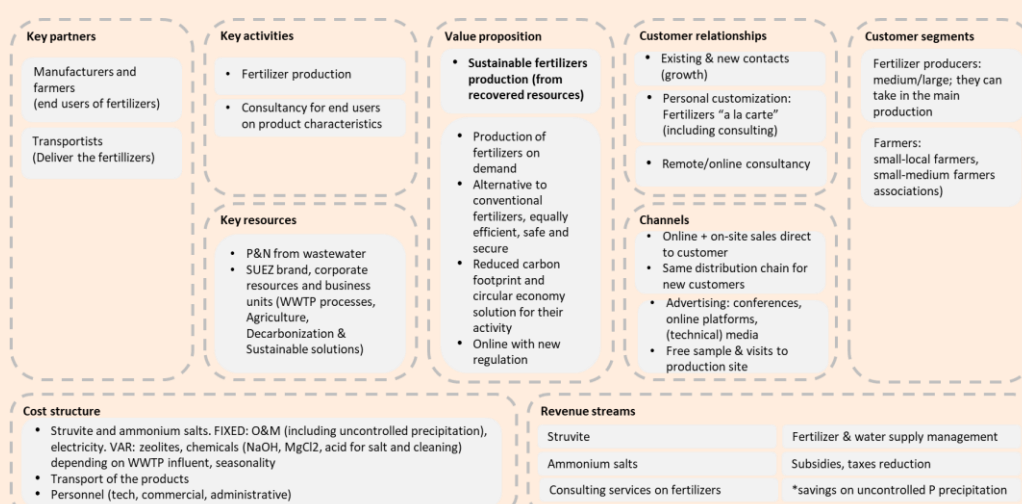 Key partners
Manufacturers and
farmers
(end users of fertilizers)
Transportists
(Deliver the fertillizers)
Key activities
• Fertilizer production
• Consultancy for end users
on product characteristics
Key resources
• P&N from wastewater
• SUEZ brand, corporate
resources and business
units (WWTP processes,
Agriculture,
Decarbonization &
Sustainable solutions)
Value proposition
• Sustainable fertilizers
production (from
recovered resources)
• Production of
fertilizers on
demand
• Alternative to
conventional
fertilizers, equally
efficient, safe and
secure
• Reduced carbon
footprint and
circular economy
solution for their
activity
• Online with new
regulation
Customer relationships
• Existing & new contacts
(growth)
• Personal customization:
Fertilizers “a la carte”
(including consulting)
• Remote/online consultancy
Channels
• Online + on-site sales direct
to customer
• Same distribution chain for
new customers
• Advertising: conferences,
online platforms,
(technical) media
• Free sample & visits to
production site
Customer segments
Fertilizer producers:
medium/large; they can
take in the main
production
Farmers:
small-local farmers,
small-medium farmers
associations)
Cost structure
• Struvite and ammonium salts. FIXED: O&M (including uncontrolled precipitation),
electricity. VAR: zeolites, chemicals (NaOH, MgCl2, acid for salt and cleaning)
depending on WWTP influent, seasonality
• Transport of the products
• Personnel (tech, commercial, administrative)
Revenue streams
Struvite
Ammonium salts
Consulting services on fertilizers
Fertilizer & water supply management
Subsidies, taxes reduction
*savings on uncontrolled P precipitation